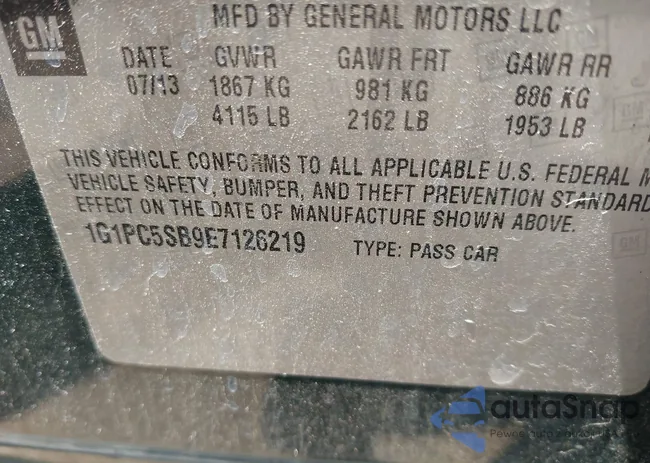 GM
MFD BY GENERAL MOTORS LLC
DATE GVWR GAWR FRT GAWR RR
07/13 1867 KG 981 KG 886 KG
4115 LB 2162 LB 1953 LB
THIS VEHICLE CONFORMS TO ALL APPLICABLE U.S. FEDERAL M
VEHICLE SAFETY, BUMPER, AND THEFT PREVENTION STANDARD
EFFECT ON THE DATE OF MANUFACTURE SHOWN ABOVE.
1G1PC5SB9E7126219 TYPE: PASS CAR
autaSnap